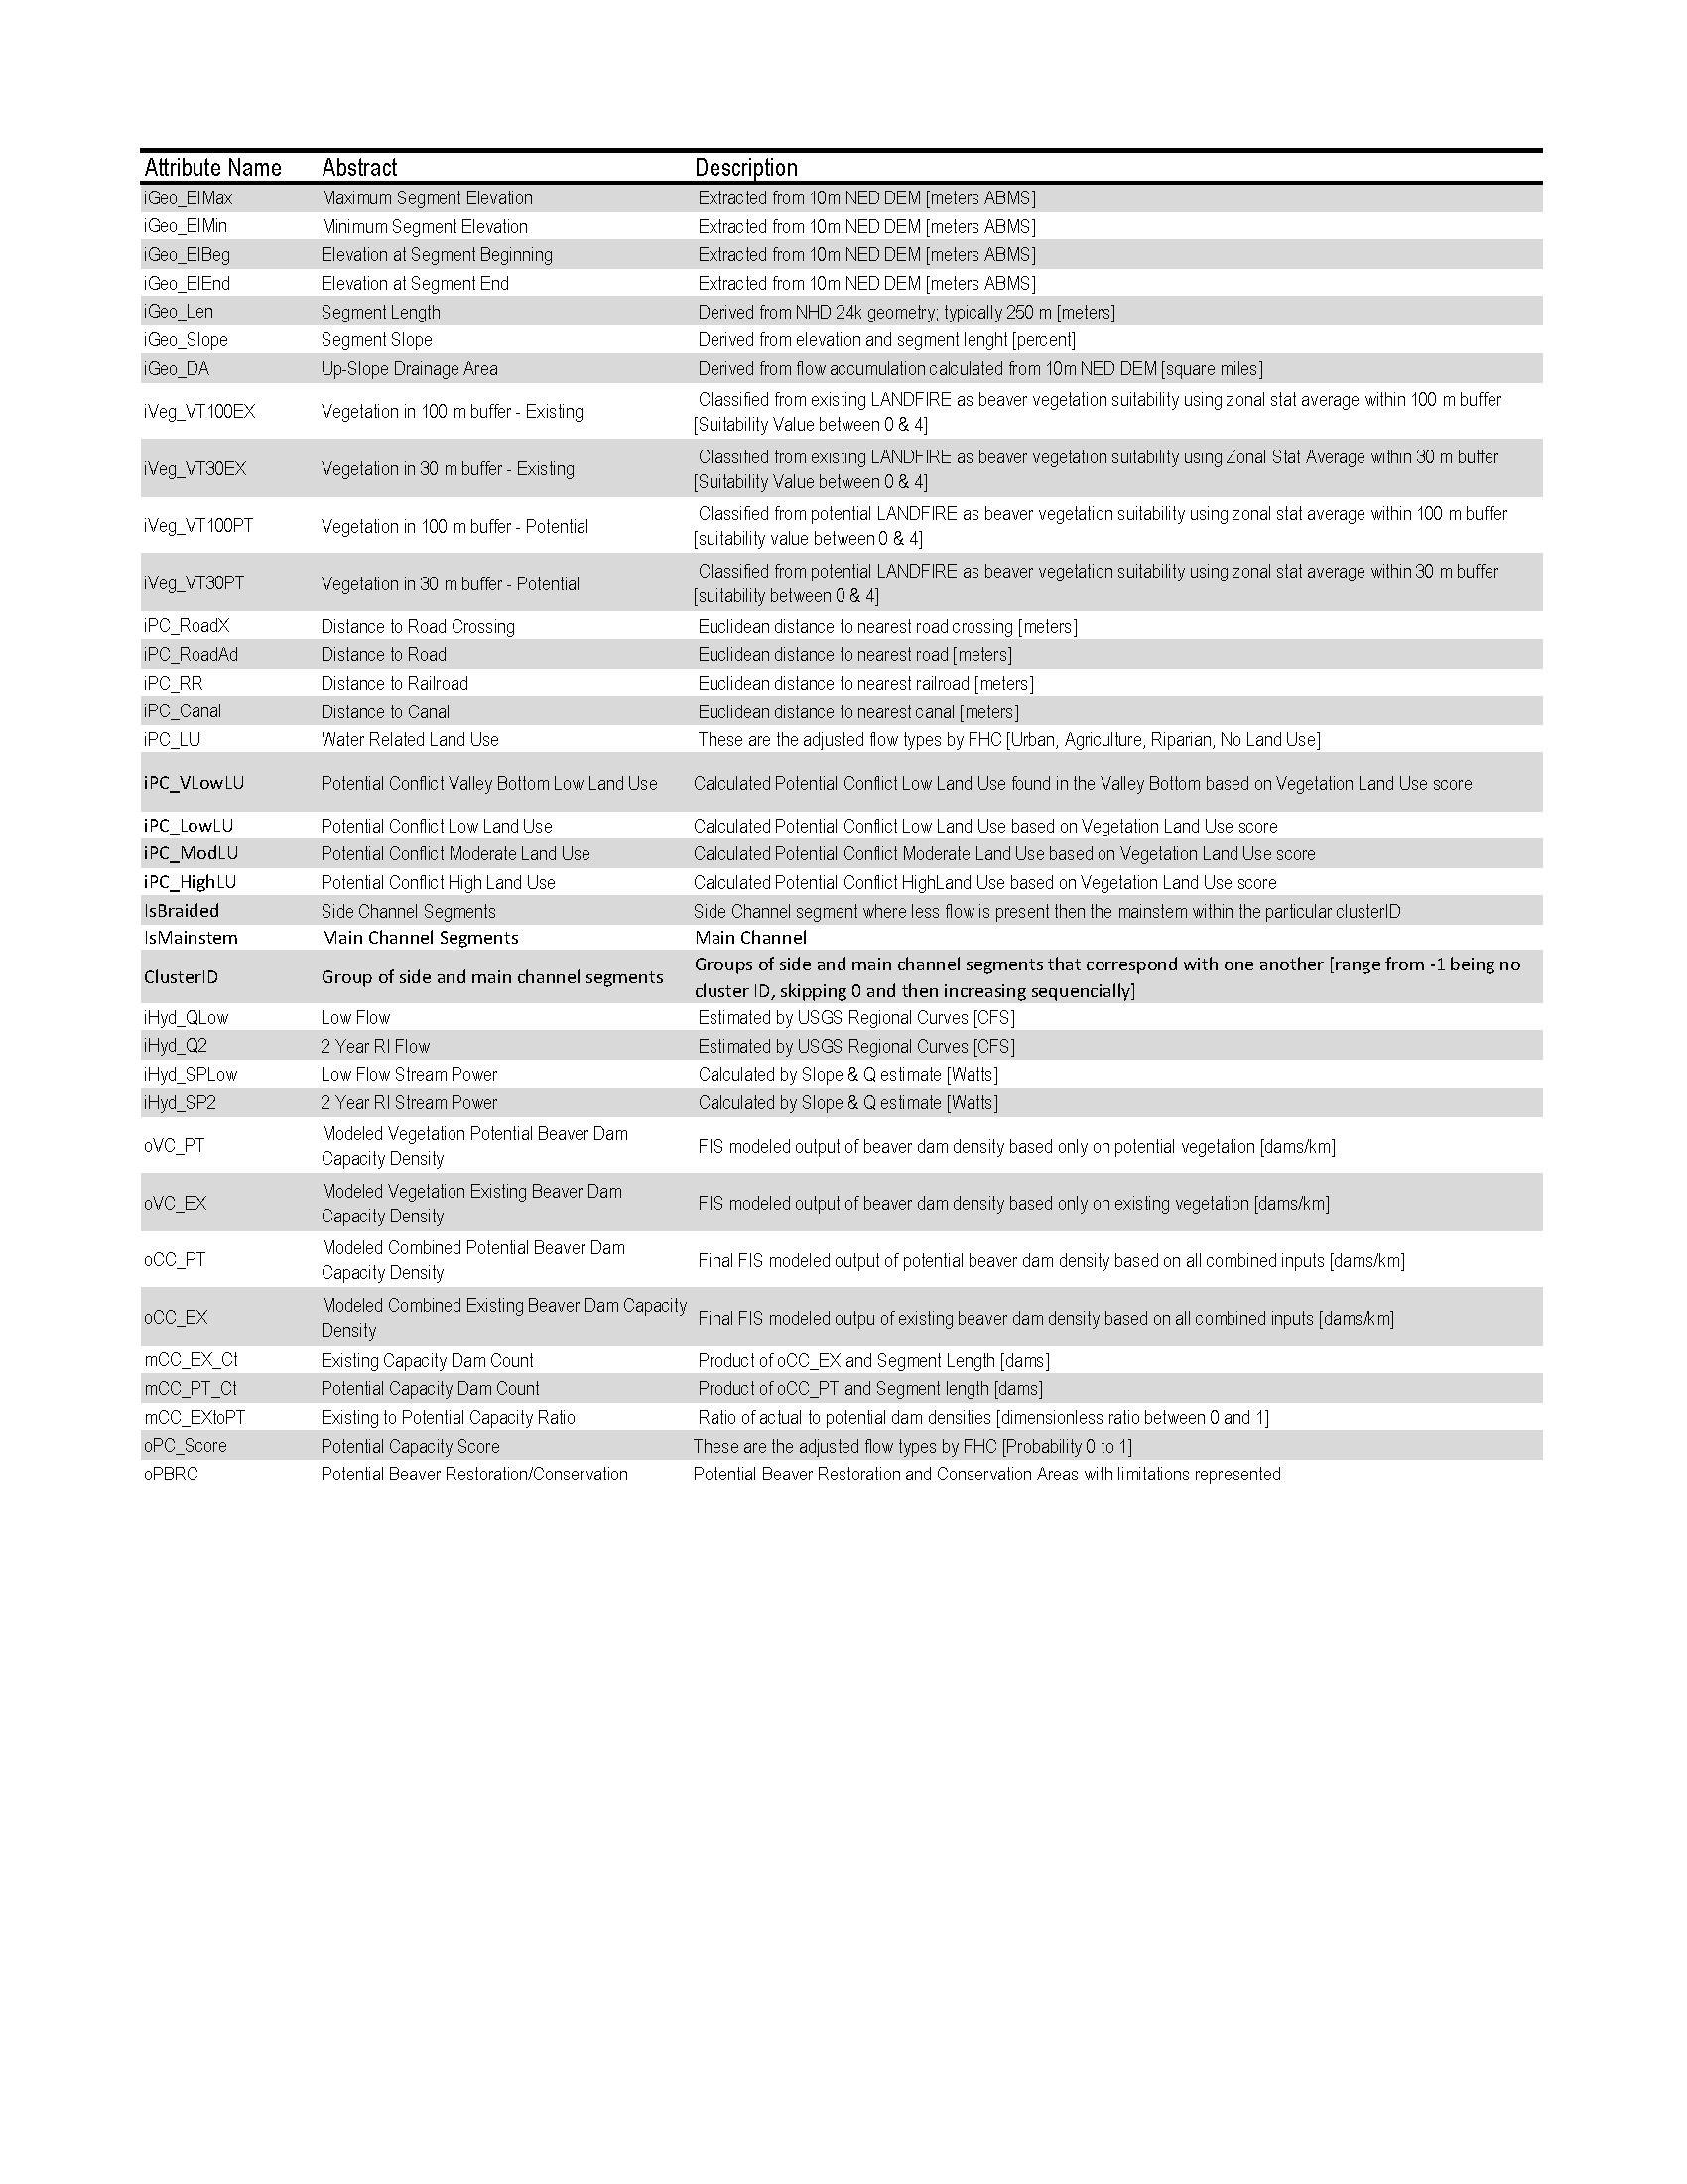 Attribute Name Abstract Description
iGeo_ElMax Maximum Segment Elevation Extracted from 10m NED DEM [meters ABMS]
iGeo_ElMin Minimum Segment Elevation Extracted from 10m NED DEM [meters ABMS]
iGeo_ElBeg Elevation at Segment Beginning Extracted from 10m NED DEM [meters ABMS]
iGeo_ElEnd Elevation at Segment End Extracted from 10m NED DEM [meters ABMS]
iGeo_Len Segment Length Derived from NHD 24k geometry; typically 250 m [meters]
iGeo_Slope Segment Slope Derived from elevation and segment lenght [percent]
iGeo_DA Up-Slope Drainage Area Derived from flow accumulation calculated from 10m NED DEM [square miles]
iVeg_VT100EX Vegetation in 100 m buffer - Existing Classified from existing LANDFIRE as beaver vegetation suitability using zonal stat average within 100 m buffer
[Suitability Value between 0 & 4]
iVeg_VT30EX Vegetation in 30 m buffer - Existing Classified from existing LANDFIRE as beaver vegetation suitability using Zonal Stat Average within 30 m buffer
[Suitability Value between 0 & 4]
iVeg_VT100PT Vegetation in 100 m buffer - Potential Classified from potential LANDFIRE as beaver vegetation suitability using zonal stat average within 100 m buffer
[suitability value between 0 & 4]
iVeg_VT30PT Vegetation in 30 m buffer - Potential Classified from potential LANDFIRE as beaver vegetation suitability using zonal stat average within 30 m buffer
[suitability between 0 & 4]
iPC_RoadX Distance to Road Crossing Euclidean distance to nearest road crossing [meters]
iPC_RoadAd Distance to Road Euclidean distance to nearest road [meters]
iPC_RR Distance to Railroad Euclidean distance to nearest railroad [meters]
iPC_Canal Distance to Canal Euclidean distance to nearest canal [meters]
iPC_LU Water Related Land Use These are the adjusted flow types by FHC [Urban, Agriculture, Riparian, No Land Use]
iPC_VLowLU Potential Conflict Valley Bottom Low Land Use Calculated Potential Conflict Low Land Use found in the Valley Bottom based on Vegetation Land Use score
iPC_LowLU Potential Conflict Low Land Use Calculated Potential Conflict Low Land Use based on Vegetation Land Use score
iPC_ModLU Potential Conflict Moderate Land Use Calculated Potential Conflict Moderate Land Use based on Vegetation Land Use score
iPC_HighLU Potential Conflict High Land Use Calculated Potential Conflict HighLand Use based on Vegetation Land Use score
IsBraided Side Channel Segments Side Channel segment where less flow is present then the mainstem within the particular clusterID
IsMainstem Main Channel Segments Main Channel
ClusterID Group of side and main channel segments Groups of side and main channel segments that correspond with one another [range from -1 being no
cluster ID, skipping 0 and then increasing sequencially]
iHyd_QLow Low Flow Estimated by USGS Regional Curves [CFS]
iHyd_Q2 2 Year RI Flow Estimated by USGS Regional Curves [CFS]
iHyd_SPLow Low Flow Stream Power Calculated by Slope & Q estimate [Watts]
iHyd_SP2 2 Year RI Stream Power Calculated by Slope & Q estimate [Watts]
oVC_PT Modeled Vegetation Potential Beaver Dam
Capacity Density FIS modeled output of beaver dam density based only on potential vegetation [dams/km]
oVC_EX Modeled Vegetation Existing Beaver Dam
Capacity Density FIS modeled output of beaver dam density based only on existing vegetation [dams/km]
oCC_PT Modeled Combined Potential Beaver Dam
Capacity Density Final FIS modeled output of potential beaver dam density based on all combined inputs [dams/km]
oCC_EX Modeled Combined Existing Beaver Dam Capacity
Density Final FIS modeled outpu of existing beaver dam density based on all combined inputs [dams/km]
mCC_EX_Ct Existing Capacity Dam Count Product of oCC_EX and Segment Length [dams]
mCC_PT_Ct Potential Capacity Dam Count Product of oCC_PT and Segment length [dams]
mCC_EXtoPT Existing to Potential Capacity Ratio Ratio of actual to potential dam densities [dimensionless ratio between 0 and 1]
oPC_Score Potential Capacity Score These are the adjusted flow types by FHC [Probability 0 to 1]
oPBRC Potential Beaver Restoration/Conservation Potential Beaver Restoration and Conservation Areas with limitations represented